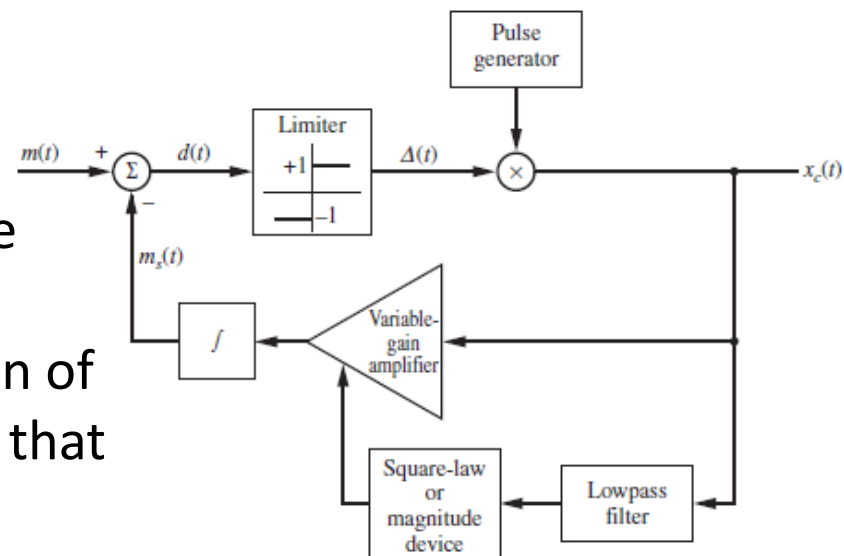 Pulse
generator
m(t)
+
Σ
−
d(t)
Limiter
+1
−1
Δ(t)
×
x_c(t)
e
m_s(t)
n of
that
∫
Variable-
gain
amplifier
Square-law
or
magnitude
device
Lowpass
filter